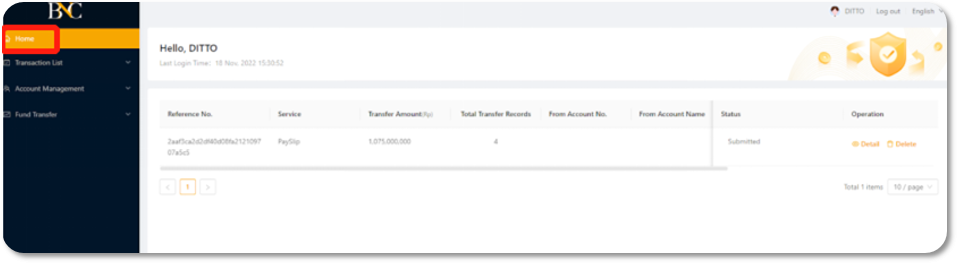 BNC
DITTO Log out English
Home
Hello, DITTO
Last Login Time: 18 Nov. 2022 15:30:52
Transaction List
Account Management
Fund Transfer
Reference No. Service Transfer Amount(Rp) Total Transfer Records From Account No. From Account Name Status Operation
PaySlip 1,075,000,000 4 Submitted Detail Delete
< 1 > Total 1 items 10 / page